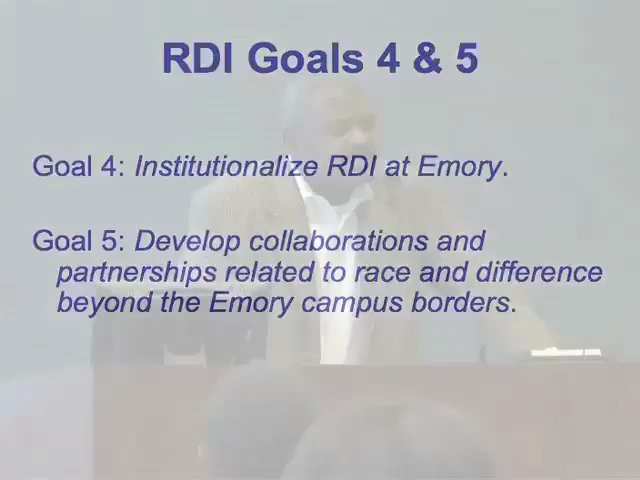 RDI Goals 4 & 5
Goal 4: Institutionalize RDI at Emory.
Goal 5: Develop collaborations and
partnerships related to race and difference
beyond the Emory campus borders.